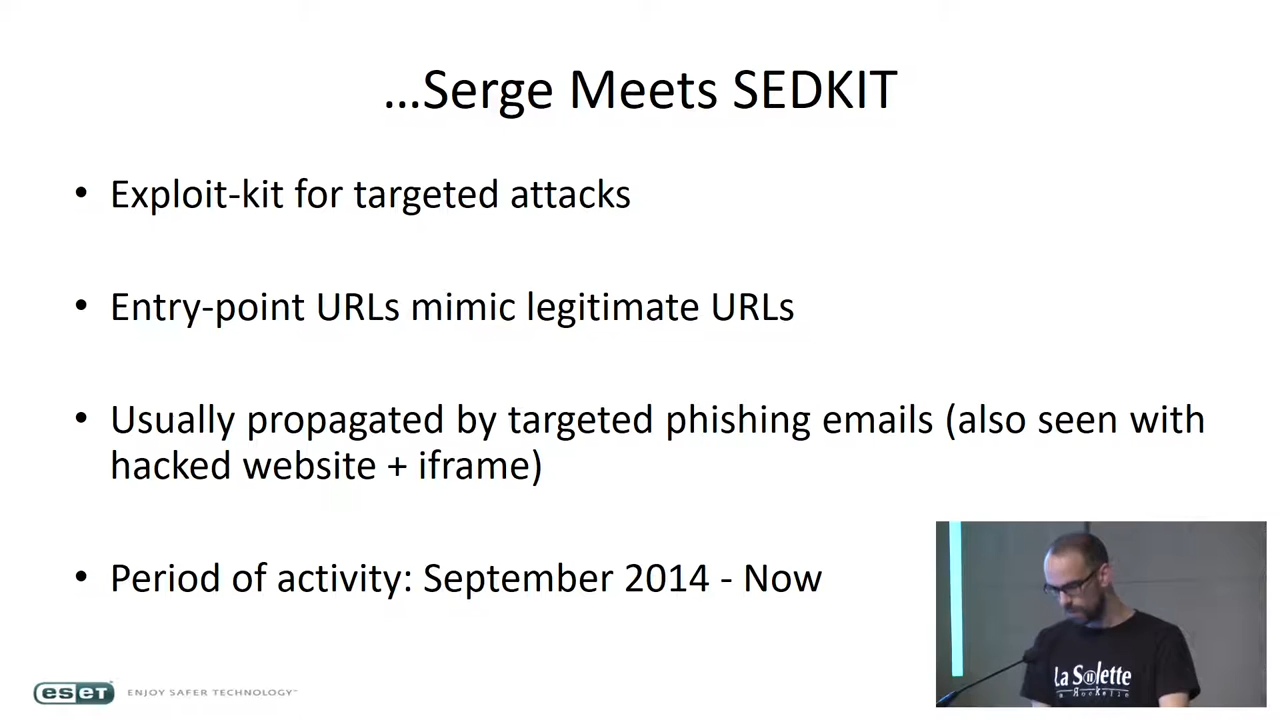 ...Serge Meets SEDKIT
• Exploit-kit for targeted attacks
• Entry-point URLs mimic legitimate URLs
• Usually propagated by targeted phishing emails (also seen with
hacked website + iframe)
• Period of activity: September 2014 - Now
eset ENJOY SAFER TECHNOLOGY™
La Salette